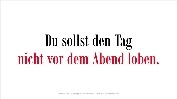 Du sollst den Tag
nicht vor dem Abend loben.